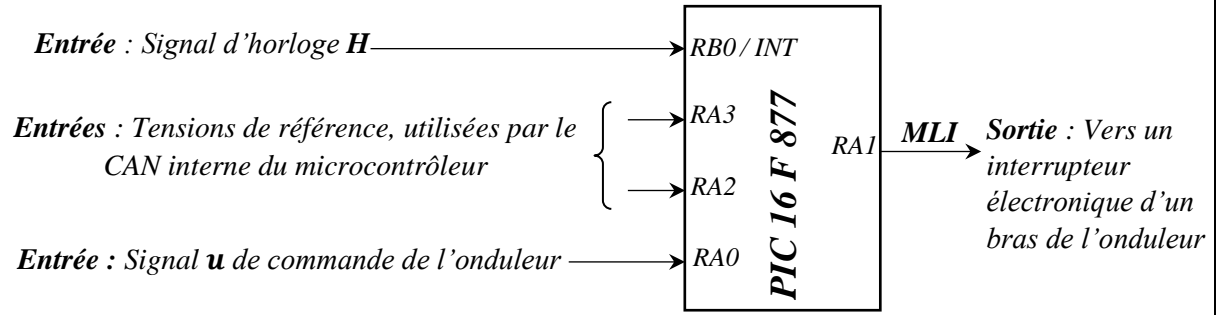 Entrée : Signal d’horloge H
RB0 / INT
Entrées : Tensions de référence, utilisées par le
CAN interne du microcontrôleur
RA3
RA2
Entrée : Signal u de commande de l’onduleur
RA0
PIC 16 F 877
RA1
MLI
Sortie : Vers un
interrupteur
électronique d’un
bras de l’onduleur